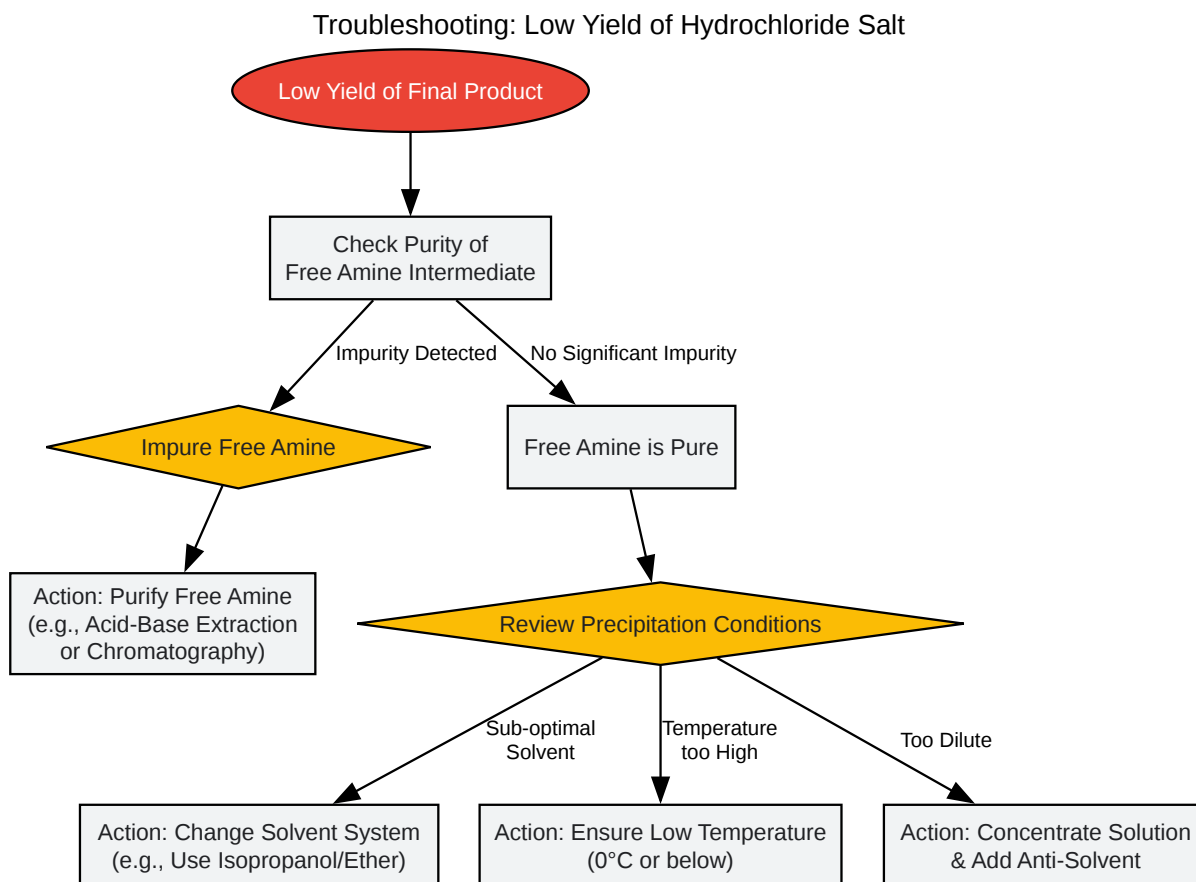 Troubleshooting: Low Yield of Hydrochloride Salt
Low Yield of Final Product
Check Purity of
Free Amine Intermediate
Impurity Detected
No Significant Impurity
Impure Free Amine
Free Amine is Pure
Action: Purify Free Amine
(e.g., Acid-Base Extraction
or Chromatography)
Review Precipitation Conditions
Sub-optimal
Solvent
Temperature
too High
Too Dilute
Action: Change Solvent System
(e.g., Use Isopropanol/Ether)
Action: Ensure Low Temperature
(0°C or below)
Action: Concentrate Solution
& Add Anti-Solvent